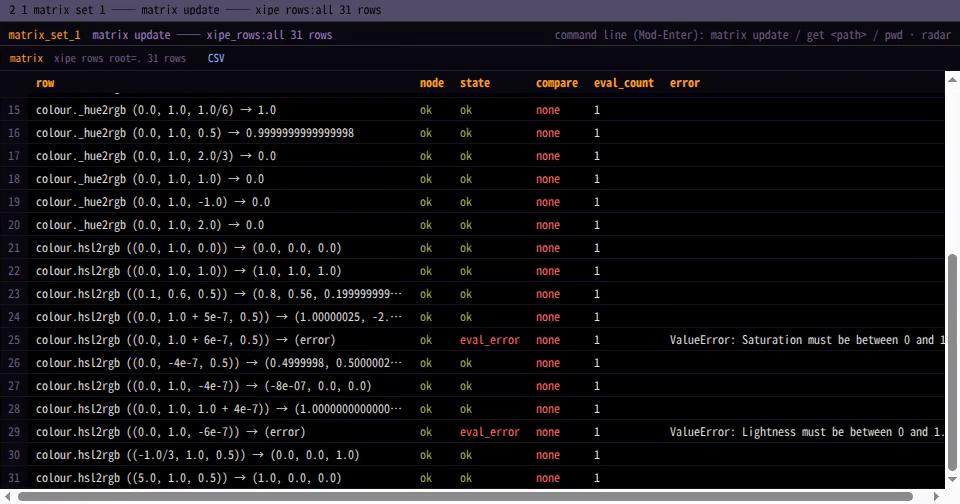 2 1 matrix set 1 —— matrix update —— xipe rows:all 31 rows
matrix_set_1 matrix update —— xipe_rows:all 31 rows command line (Mod-Enter): matrix update / get <path> / pwd · radar
matrix xipe rows root=. 31 rows CSV
row node state compare eval_count error
15 colour._hue2rgb (0.0, 1.0, 1.0/6) → 1.0 ok ok none 1
16 colour._hue2rgb (0.0, 1.0, 0.5) → 0.9999999999999998 ok ok none 1
17 colour._hue2rgb (0.0, 1.0, 2.0/3) → 0.0 ok ok none 1
18 colour._hue2rgb (0.0, 1.0, 1.0) → 0.0 ok ok none 1
19 colour._hue2rgb (0.0, 1.0, -1.0) → 0.0 ok ok none 1
20 colour._hue2rgb (0.0, 1.0, 2.0) → 0.0 ok ok none 1
21 colour.hsl2rgb ((0.0, 1.0, 0.0)) → (0.0, 0.0, 0.0) ok ok none 1
22 colour.hsl2rgb ((0.0, 1.0, 1.0)) → (1.0, 1.0, 1.0) ok ok none 1
23 colour.hsl2rgb ((0.1, 0.6, 0.5)) → (0.8, 0.56, 0.199999999⋯ ok ok none 1
24 colour.hsl2rgb ((0.0, 1.0 + 5e-7, 0.5)) → (1.00000025, -2.⋯ ok ok none 1
25 colour.hsl2rgb ((0.0, 1.0 + 6e-7, 0.5)) → (error) ok eval_error none 1 ValueError: Saturation must be between 0 and 1
26 colour.hsl2rgb ((0.0, -4e-7, 0.5)) → (0.4999998, 0.5000002⋯ ok ok none 1
27 colour.hsl2rgb ((0.0, 1.0, -4e-7)) → (-8e-07, 0.0, 0.0) ok ok none 1
28 colour.hsl2rgb ((0.0, 1.0, 1.0 + 4e-7)) → (1.0000000000000⋯ ok ok none 1
29 colour.hsl2rgb ((0.0, 1.0, -6e-7)) → (error) ok eval_error none 1 ValueError: Lightness must be between 0 and 1.
30 colour.hsl2rgb ((-1.0/3, 1.0, 0.5)) → (0.0, 0.0, 1.0) ok ok none 1
31 colour.hsl2rgb ((5.0, 1.0, 0.5)) → (1.0, 0.0, 0.0) ok ok none 1